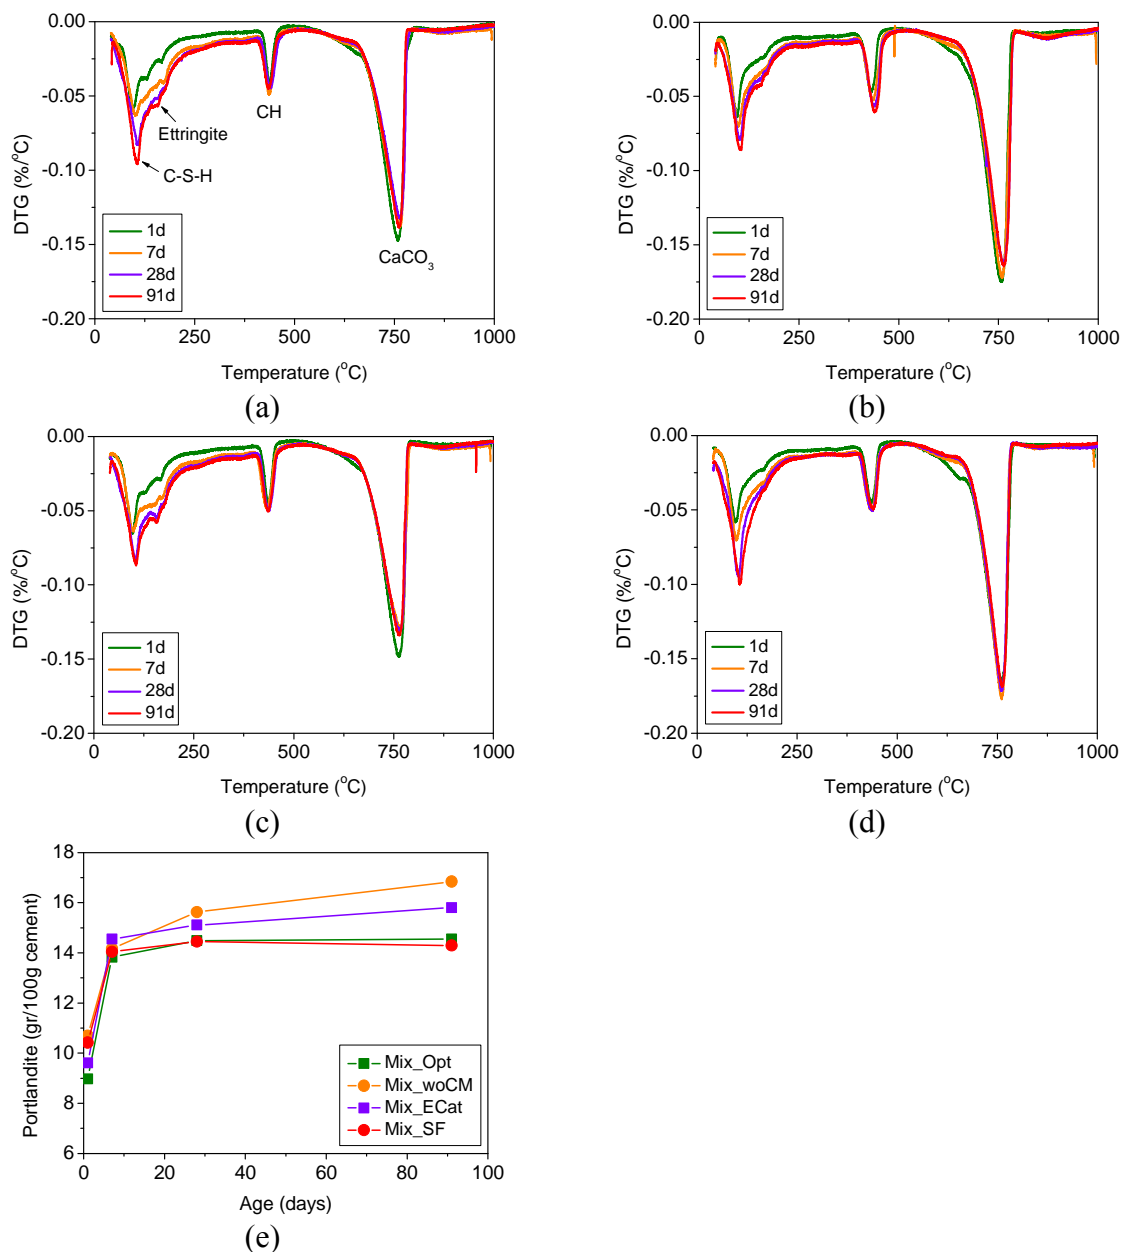 0.00
-0.05
-0.10
-0.15
-0.20
DTG (%/°C)
CH
Ettringite
C-S-H
CaCO3
1d
7d
28d
91d
0
250
500
750
1000
Temperature (°C)
(a)
0.00
-0.05
-0.10
-0.15
-0.20
DTG (%/°C)
1d
7d
28d
91d
0
250
500
750
1000
Temperature (°C)
(b)
0.00
-0.05
-0.10
-0.15
-0.20
DTG (%/°C)
1d
7d
28d
91d
0
250
500
750
1000
Temperature (°C)
(c)
0.00
-0.05
-0.10
-0.15
-0.20
DTG (%/°C)
1d
7d
28d
91d
0
250
500
750
1000
Temperature (°C)
(d)
18
16
14
12
10
8
6
Portlandite (gr/100g cement)
Mix_Opt
Mix_woCM
Mix_ECat
Mix_SF
0
20
40
60
80
100
Age (days)
(e)